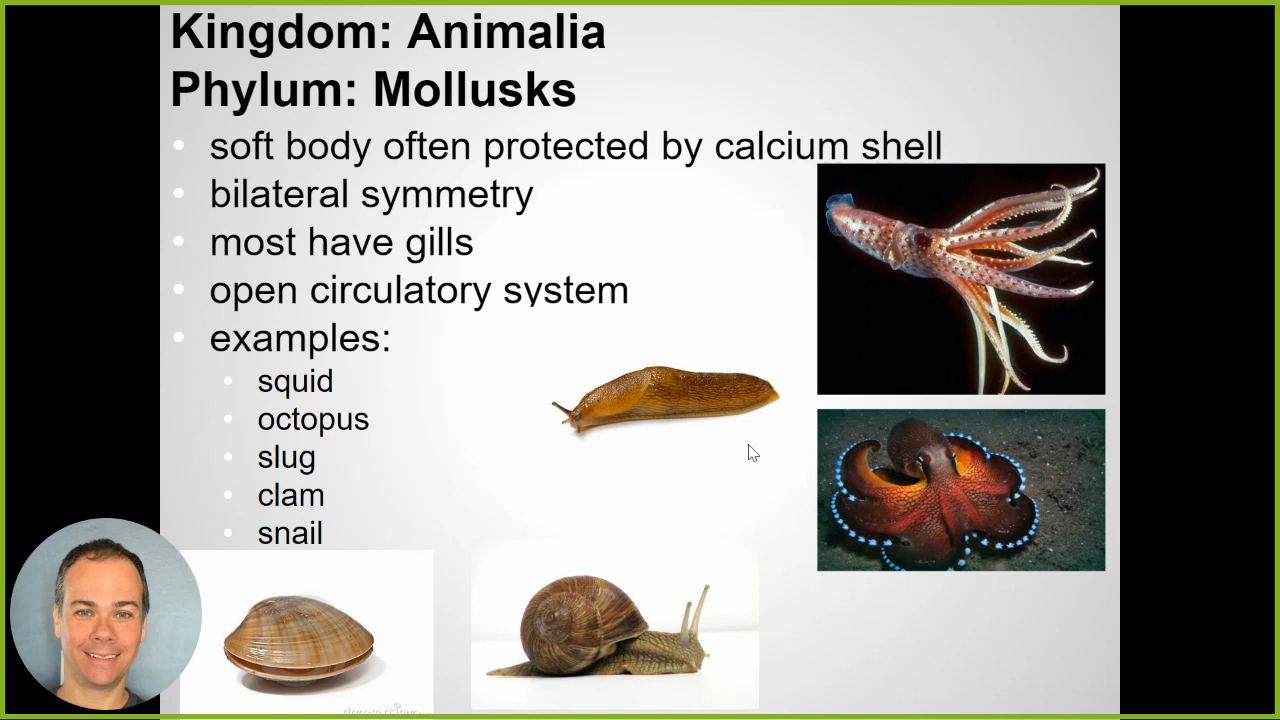 Kingdom: Animalia
Phylum: Mollusks
• soft body often protected by calcium shell
• bilateral symmetry
• most have gills
• open circulatory system
• examples:
• squid
• octopus
• slug
• clam
• snail